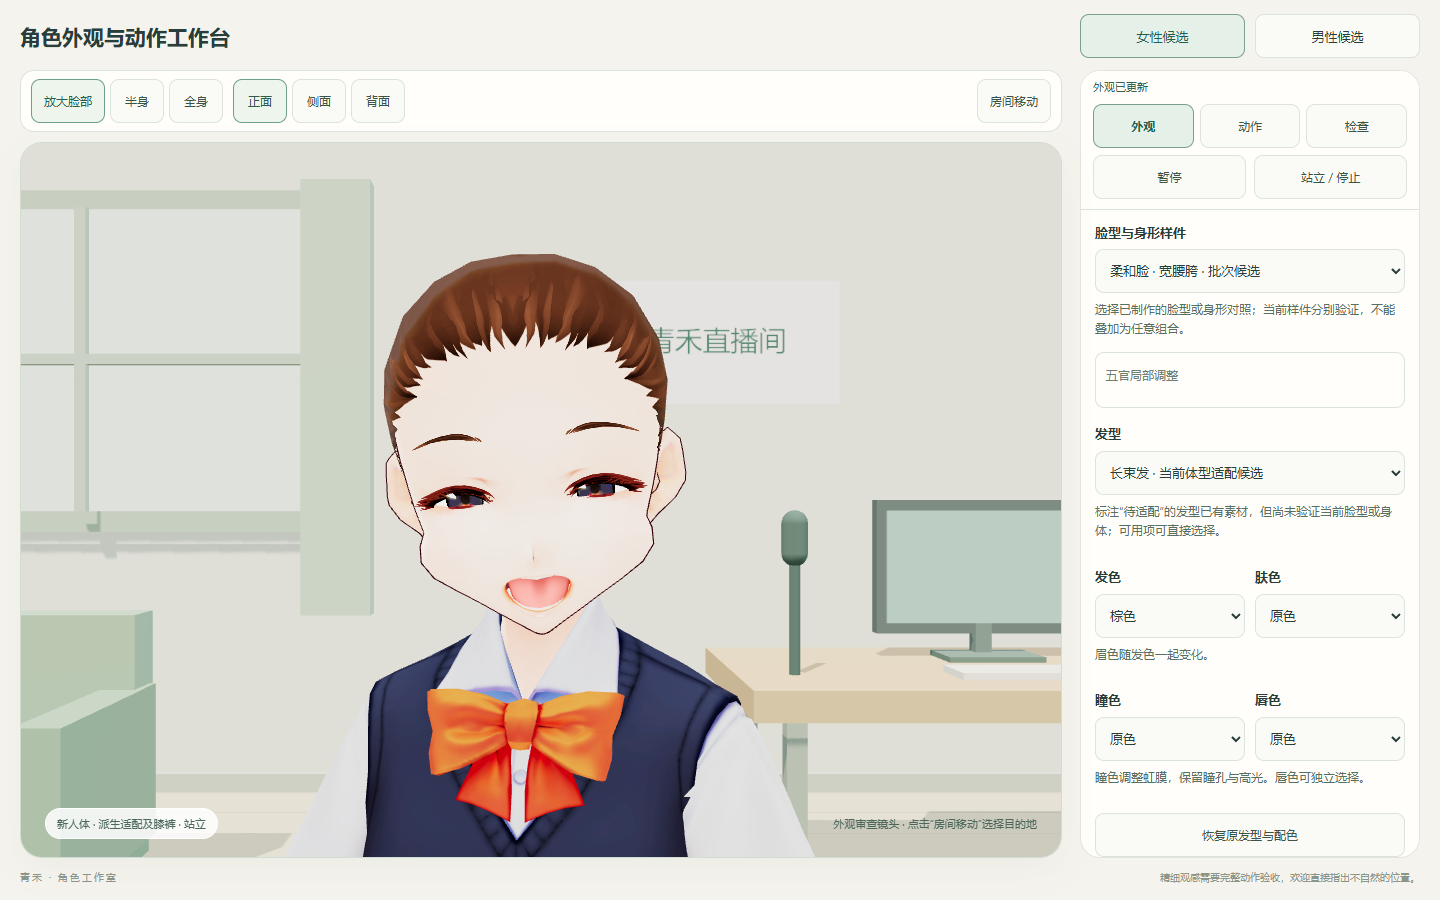 角色外观与动作工作台
女性候选
男性候选
放大脸部
半身
全身
正面
侧面
背面
房间移动
外观已更新
外观
动作
检查
暂停
站立 / 停止
青禾直播间
脸型与身形样件
柔和脸 · 宽腰胯 · 批次候选
选择已制作的脸型或身形对照；当前样件分别验证，不能
叠加为任意组合。
五官局部调整
发型
长束发 · 当前体型适配候选
标注“待适配”的发型已有素材，但尚未验证当前脸型或身
体；可用项可直接选择。
发色
肤色
棕色
原色
眉色随发色一起变化。
瞳色
唇色
原色
原色
瞳色调整虹膜，保留瞳孔与高光。唇色可独立选择。
恢复原发型与配色
新人体 · 派生适配及膝裤 · 站立
外观审查镜头 · 点击“房间移动”选择目的地
青禾 · 角色工作室
精细观感需要完整动作验收，欢迎直接指出不自然的位置。